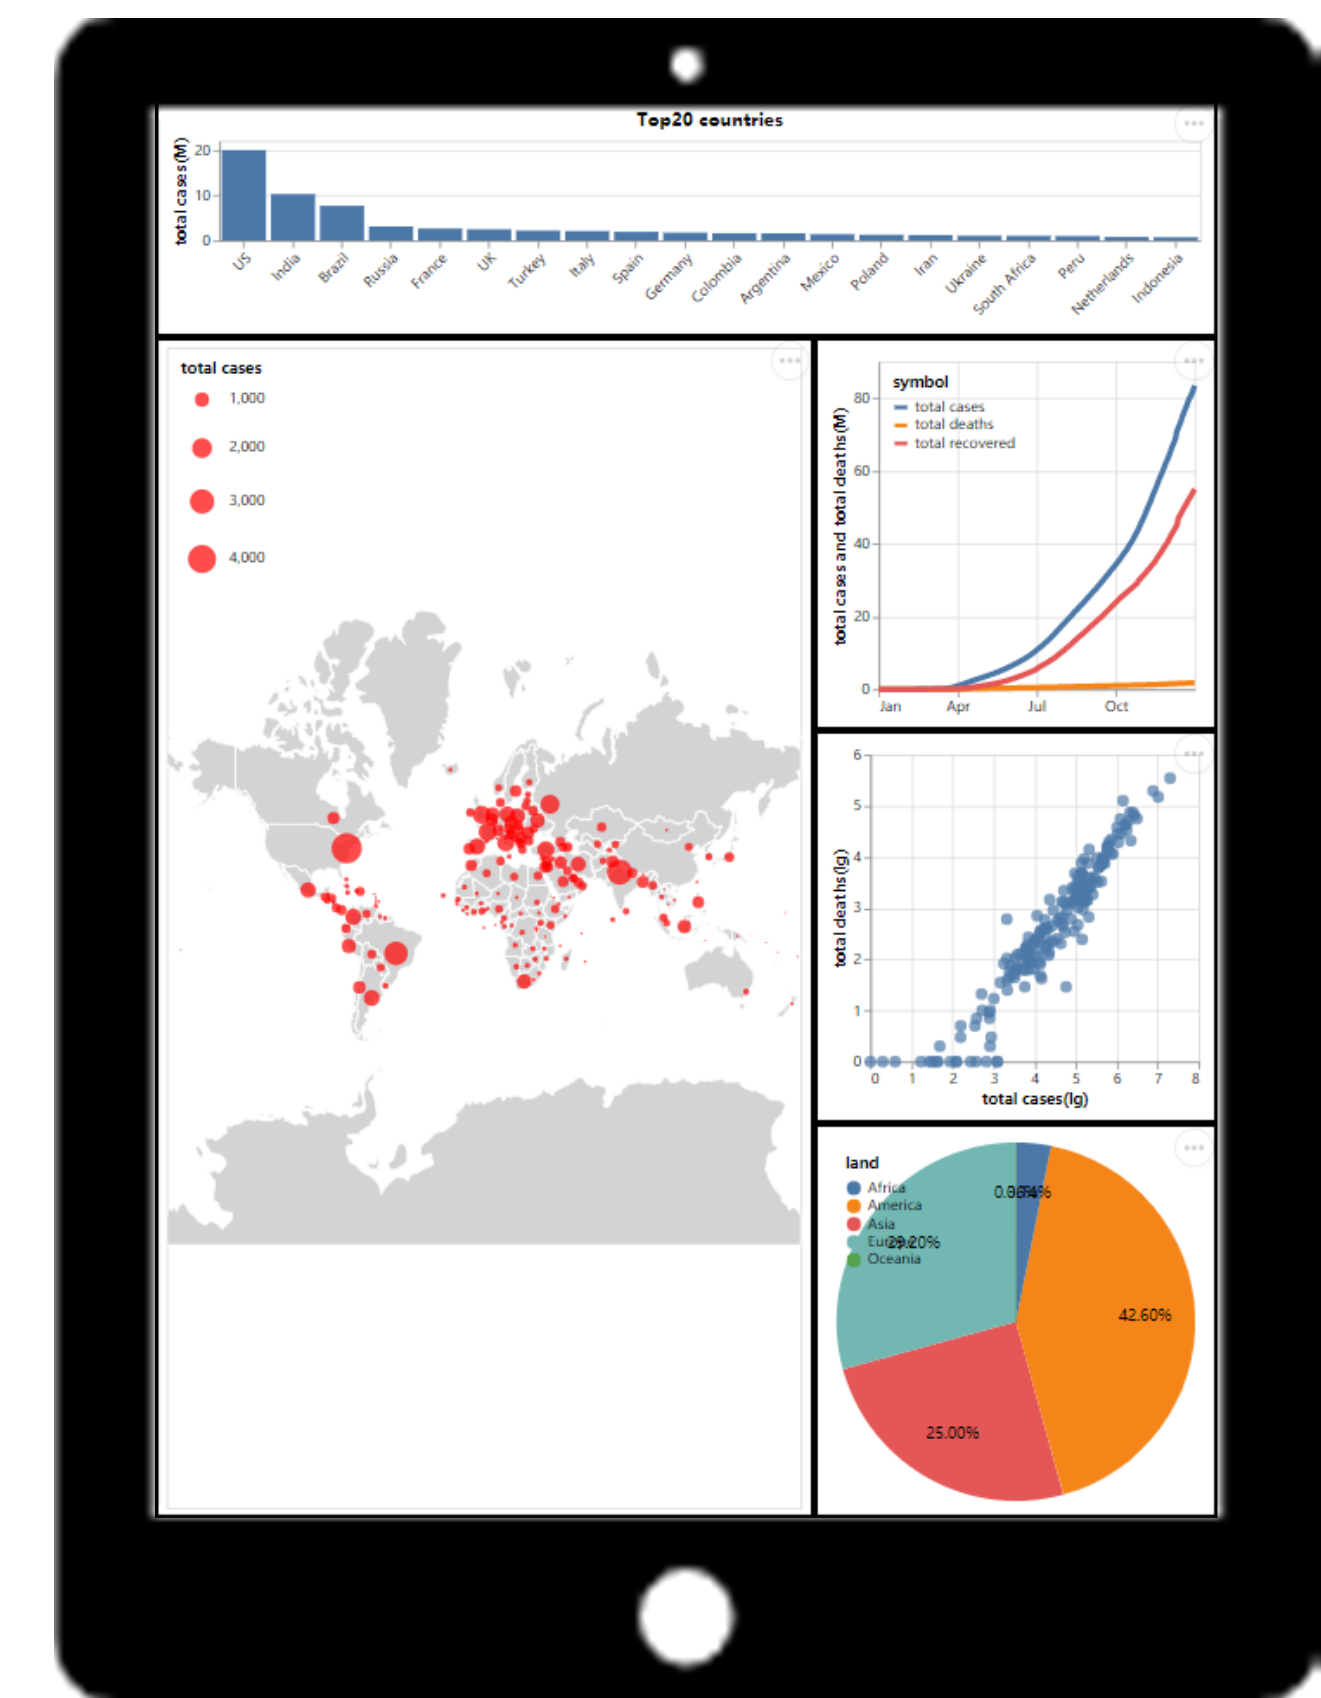 Top20 countries
total cases(M)
20
10
0
US
India
Brazil
Russia
France
UK
Turkey
Italy
Spain
Germany
Colombia
Argentina
Mexico
Poland
Iran
Ukraine
South Africa
Peru
Netherlands
Indonesia
total cases
1,000
2,000
3,000
4,000
symbol
total cases
total deaths
total recovered
total cases and total deaths(M)
80
60
40
20
0
Jan Apr Jul Oct
total deaths(lg)
6
5
4
3
2
1
0
0 1 2 3 4 5 6 7 8
total cases(lg)
land
Africa
America
Asia
Europe
Oceania
29.20%
42.60%
25.00%